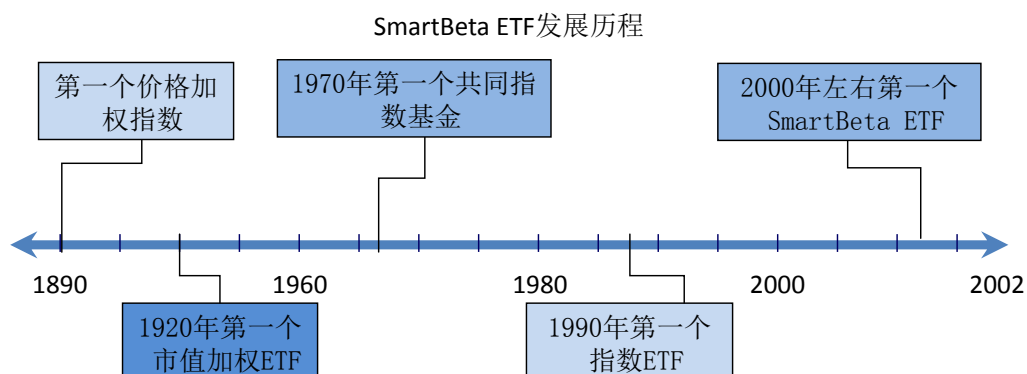 SmartBeta ETF发展历程
第一个价格加
权指数
1970年第一个共同指
数基金
2000年左右第一个
SmartBeta ETF
1890
1960
1980
2000
2002
1920年第一个
市值加权ETF
1990年第一个
指数ETF